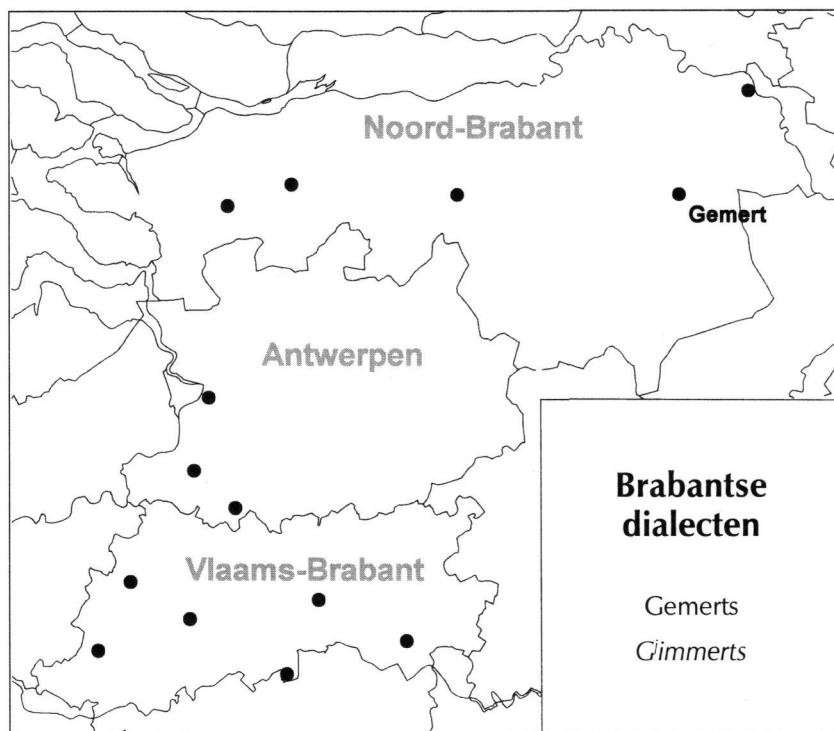 Noord-Brabant
Gemert
Antwerpen
Vlaams-Brabant
Brabantse
dialecten
Gemerts
Gimmerts